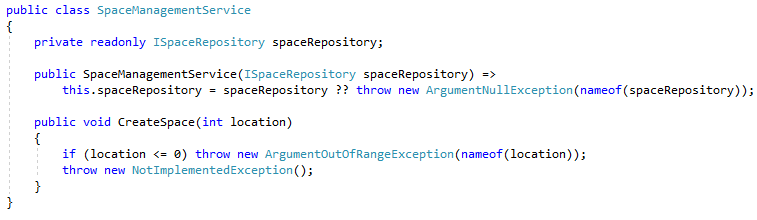 public class SpaceManagementService
{
    private readonly ISpaceRepository spaceRepository;

    public SpaceManagementService(ISpaceRepository spaceRepository) =>
        this.spaceRepository = spaceRepository ?? throw new ArgumentNullException(nameof(spaceRepository));

    public void CreateSpace(int location)
    {
        if (location <= 0) throw new ArgumentOutOfRangeException(nameof(location));
        throw new NotImplementedException();
    }
}